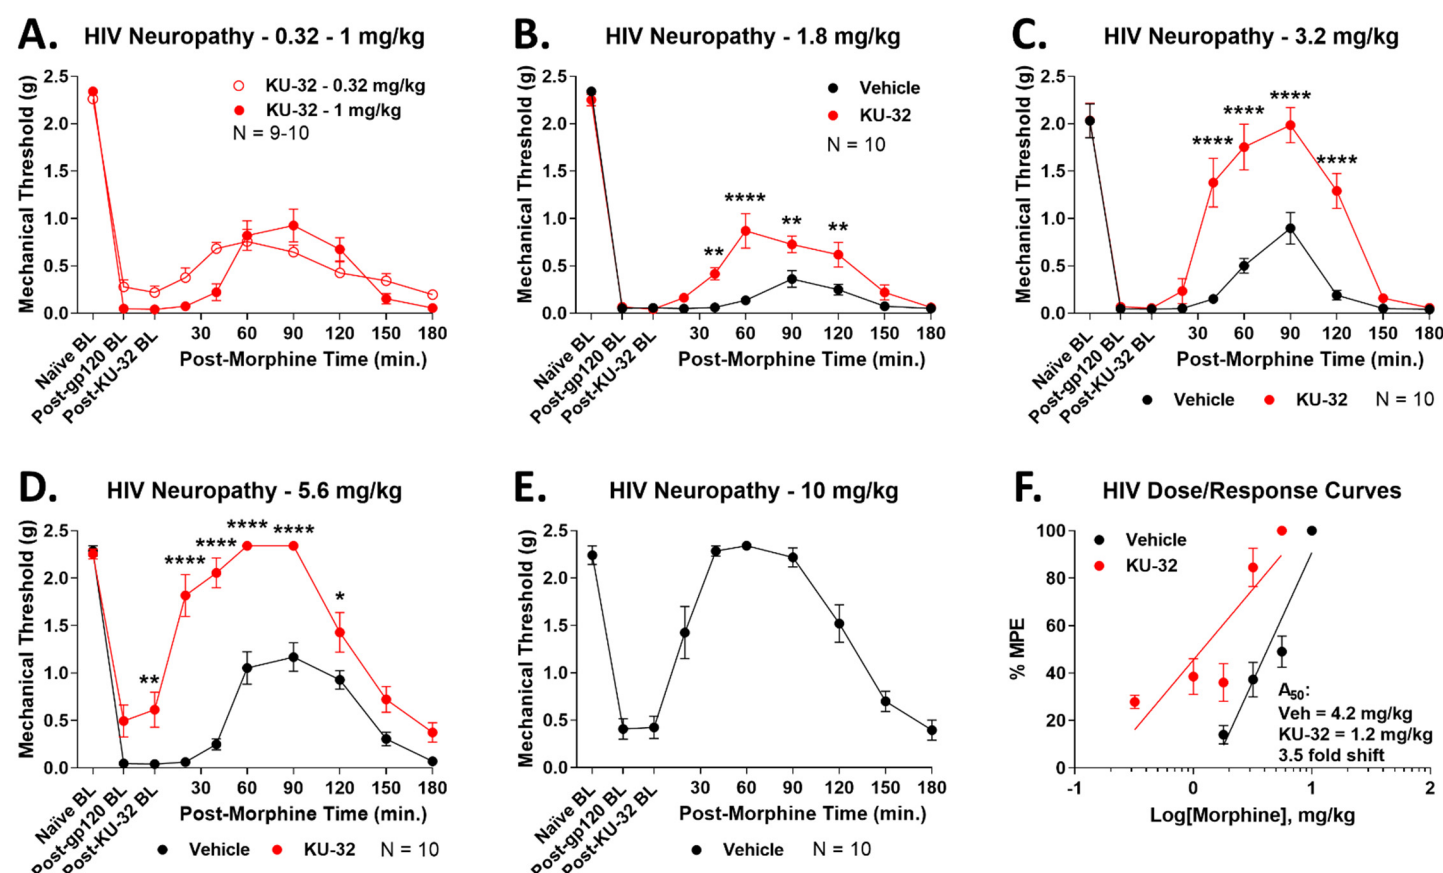 A. HIV Neuropathy - 0.32 - 1 mg/kg
Mechanical Threshold (g)
2.5
2.0
1.5
1.0
0.5
0.0
KU-32 - 0.32 mg/kg
KU-32 - 1 mg/kg
N = 9-10
Naïve BL
Post-gp120 BL
Post-KU-32 BL
30 60 90 120 150 180
Post-Morphine Time (min.)
B. HIV Neuropathy - 1.8 mg/kg
Mechanical Threshold (g)
2.5
2.0
1.5
1.0
0.5
0.0
Vehicle
KU-32
N = 10
****
** ** **
Naïve BL
Post-gp120 BL
Post-KU-32 BL
30 60 90 120 150 180
Post-Morphine Time (min.)
C. HIV Neuropathy - 3.2 mg/kg
Mechanical Threshold (g)
2.5
2.0
1.5
1.0
0.5
0.0
**** **** **** ****
Naïve BL
Post-gp120 BL
Post-KU-32 BL
30 60 90 120 150 180
Post-Morphine Time (min.)
Vehicle KU-32 N = 10
D. HIV Neuropathy - 5.6 mg/kg
Mechanical Threshold (g)
2.5
2.0
1.5
1.0
0.5
0.0
** **** **** **** **** *
Naïve BL
Post-gp120 BL
Post-KU-32 BL
30 60 90 120 150 180
Post-Morphine Time (min.)
Vehicle KU-32 N = 10
E. HIV Neuropathy - 10 mg/kg
Mechanical Threshold (g)
2.5
2.0
1.5
1.0
0.5
0.0
Naïve BL
Post-gp120 BL
Post-KU-32 BL
30 60 90 120 150 180
Post-Morphine Time (min.)
Vehicle N = 10
F. HIV Dose/Response Curves
% MPE
100
80
60
40
20
0
Vehicle
KU-32
A50:
Veh = 4.2 mg/kg
KU-32 = 1.2 mg/kg
3.5 fold shift
-1 0 1 2
Log[Morphine], mg/kg